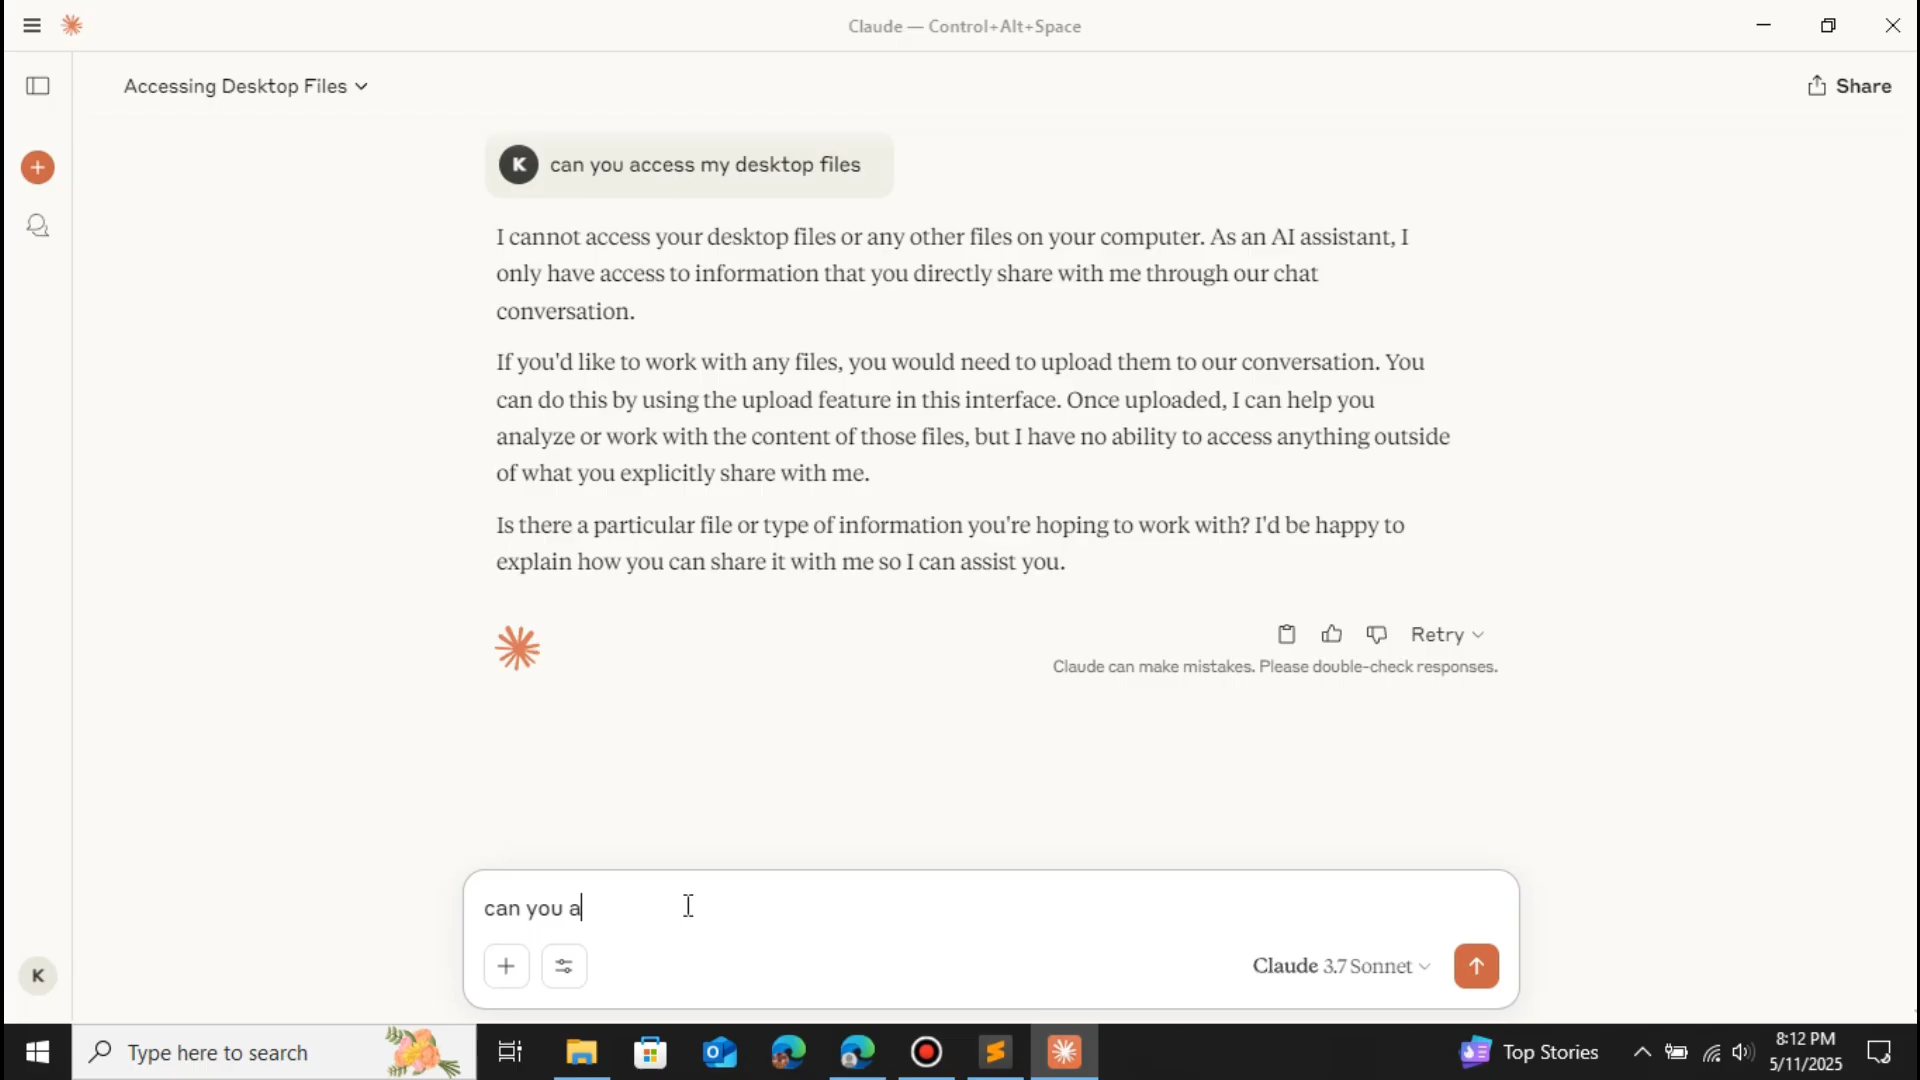 Claude — Control+Alt+Space
Accessing Desktop Files
Share
K
can you access my desktop files
I cannot access your desktop files or any other files on your computer. As an AI assistant, I
only have access to information that you directly share with me through our chat
conversation.
If you'd like to work with any files, you would need to upload them to our conversation. You
can do this by using the upload feature in this interface. Once uploaded, I can help you
analyze or work with the content of those files, but I have no ability to access anything outside
of what you explicitly share with me.
Is there a particular file or type of information you're hoping to work with? I'd be happy to
explain how you can share it with me so I can assist you.
Retry
Claude can make mistakes. Please double-check responses.
can you a
Claude 3.7 Sonnet
K
Type here to search
Top Stories
8:12 PM
5/11/2025